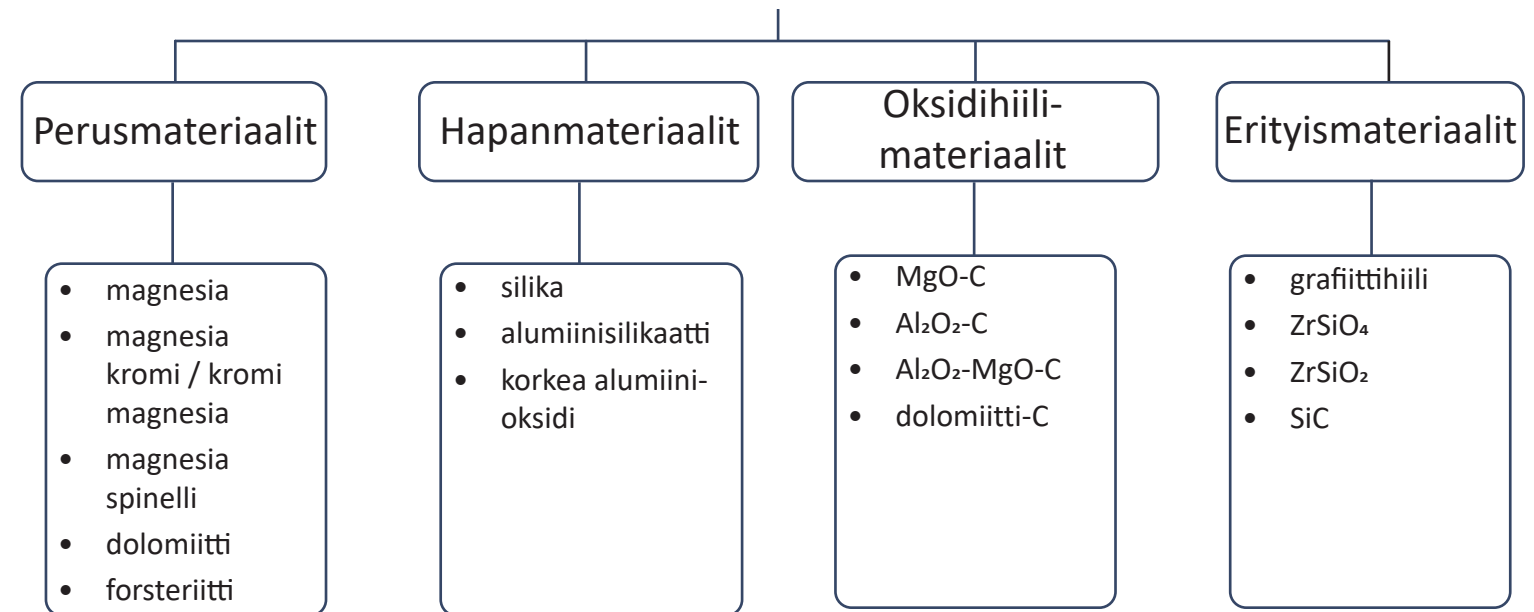 Perusmateriaalit
magnesia
magnesia
kromi / kromi
magnesia
magnesia
spinelli
dolomiitti
forsteriitti
Hapanmateriaalit
silika
alumiinisilikaatti
korkea alumiini-
oksidi
Oksidihiili-
materiaalit
MgO-C
Al₂O₂-C
Al₂O₂-MgO-C
dolomiitti-C
Erityismateriaalit
grafiittihiili
ZrSiO₄
ZrSiO₂
SiC